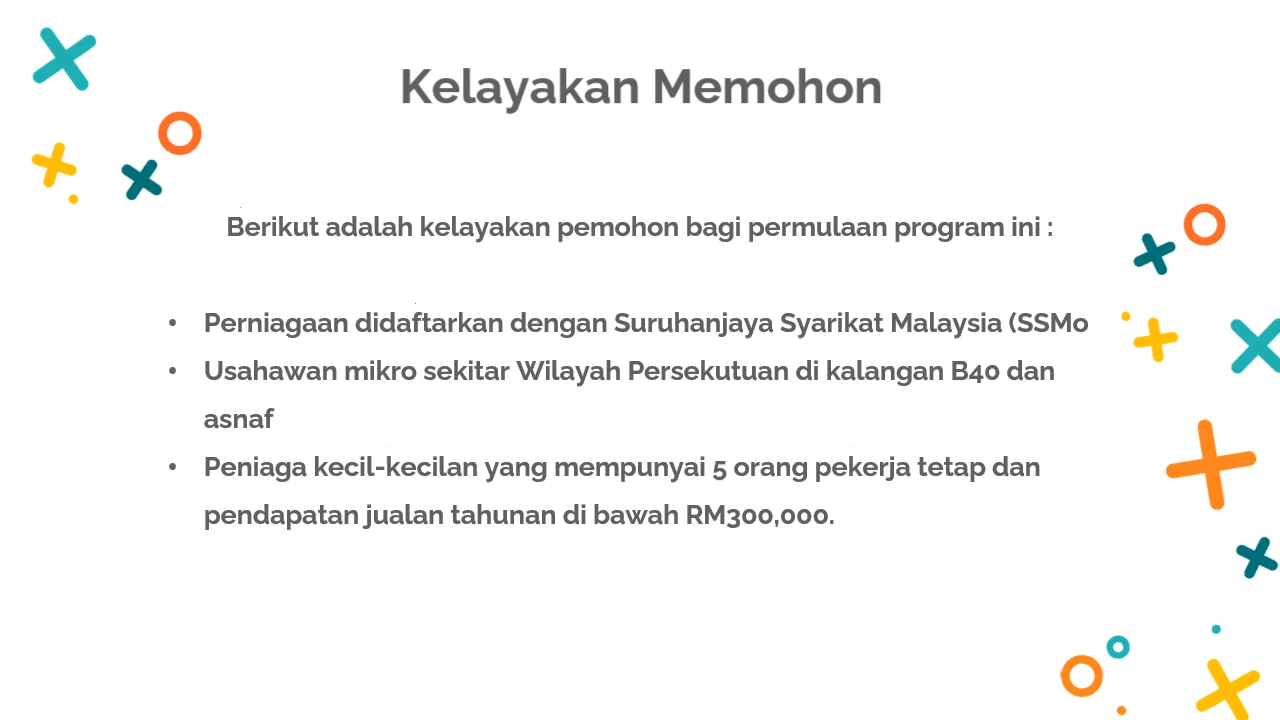 Kelayakan Memohon
Berikut adalah kelayakan pemohon bagi permulaan program ini :
• Perniagaan didaftarkan dengan Suruhanjaya Syarikat Malaysia (SSMo
• Usahawan mikro sekitar Wilayah Persekutuan di kalangan B40 dan
asnaf
• Peniaga kecil-kecilan yang mempunyai 5 orang pekerja tetap dan
pendapatan jualan tahunan di bawah RM300,000.